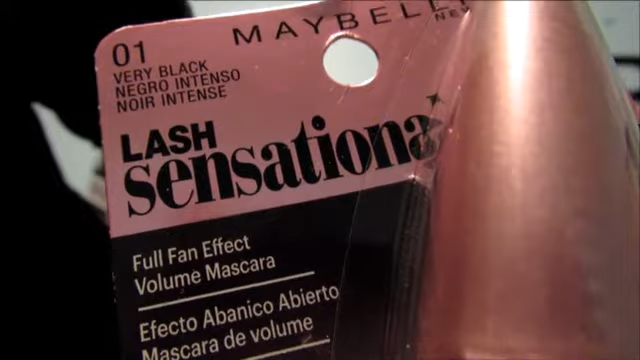 MAYBELL
NEW
01
VERY BLACK
NEGRO INTENSO
NOIR INTENSE
LASH
sensationa
Full Fan Effect
Volume Mascara
Efecto Abanico Abierto
Mascara de volume